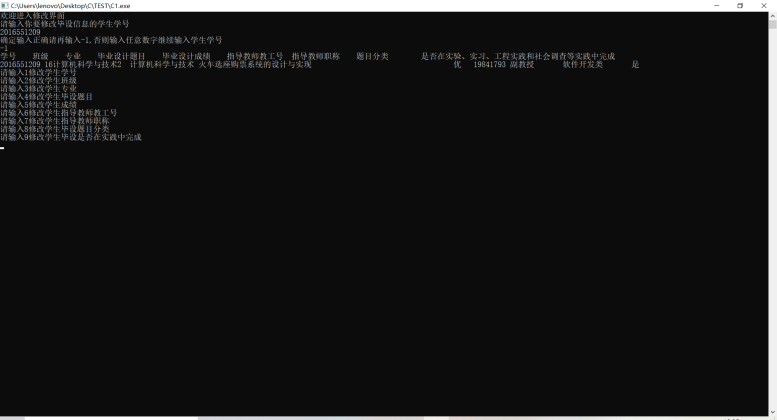 C:\Users\lenovo\Desktop\C\TEST\C1.exe
欢迎进入修改界面
请输入你要修改毕设信息的学生学号
2016551209
确定输入正确请再输入-1,否则输入任意数字继续输入学生学号
-1
学号 班级 专业 毕业设计题目 毕业设计成绩 指导教师教工号 指导教师职称 题目分类 是否在实验、实习、工程实践和社会调查等实践中完成
2016551209 16计算机科学与技术2 计算机科学与技术 火车选座购票系统的设计与实现 优 19841793 副教授 软件开发类 是
请输入1修改学生学号
请输入2修改学生班级
请输入3修改学生专业
请输入4修改毕设题目
请输入5修改学生成绩
请输入6修改学生指导教师教工号
请输入7修改学生指导教师职称
请输入8修改学生毕设题目分类
请输入9修改学生毕设是否在实践中完成